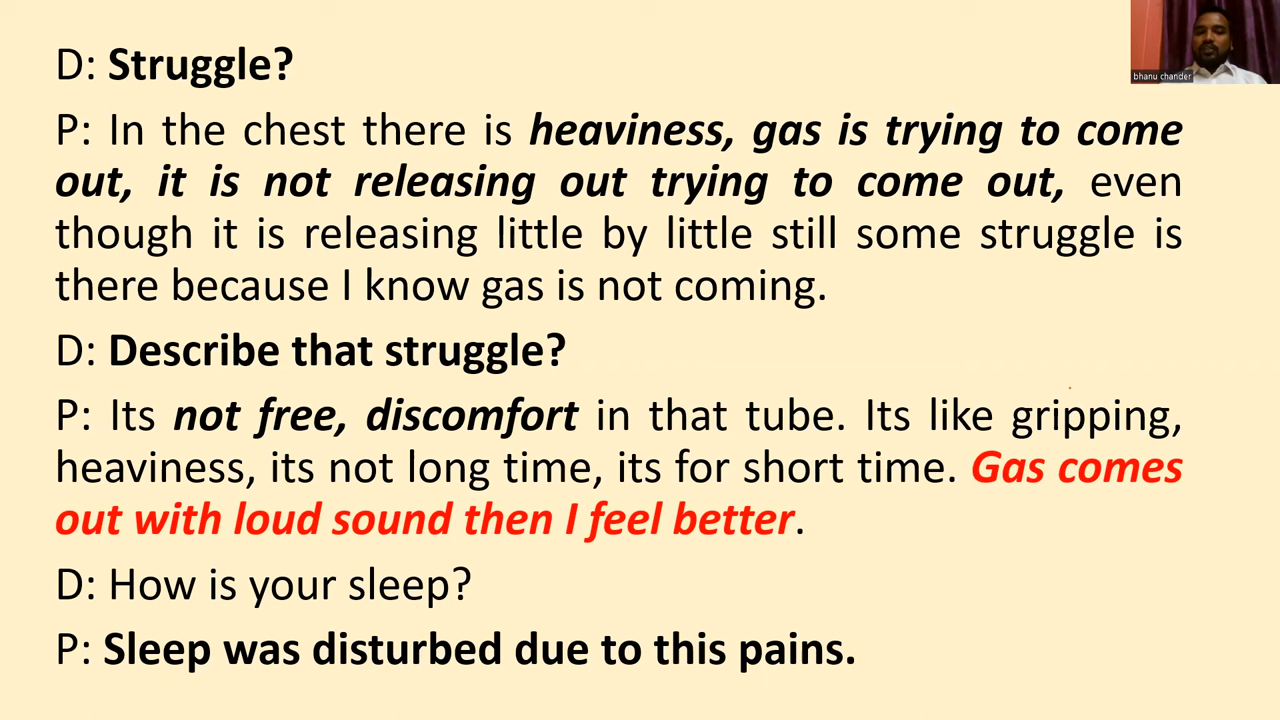 bhanu chander
D: Struggle?
P: In the chest there is heaviness, gas is trying to come
out, it is not releasing out trying to come out, even
though it is releasing little by little still some struggle is
there because I know gas is not coming.
D: Describe that struggle?
P: Its not free, discomfort in that tube. Its like gripping,
heaviness, its not long time, its for short time. Gas comes
out with loud sound then I feel better.
D: How is your sleep?
P: Sleep was disturbed due to this pains.